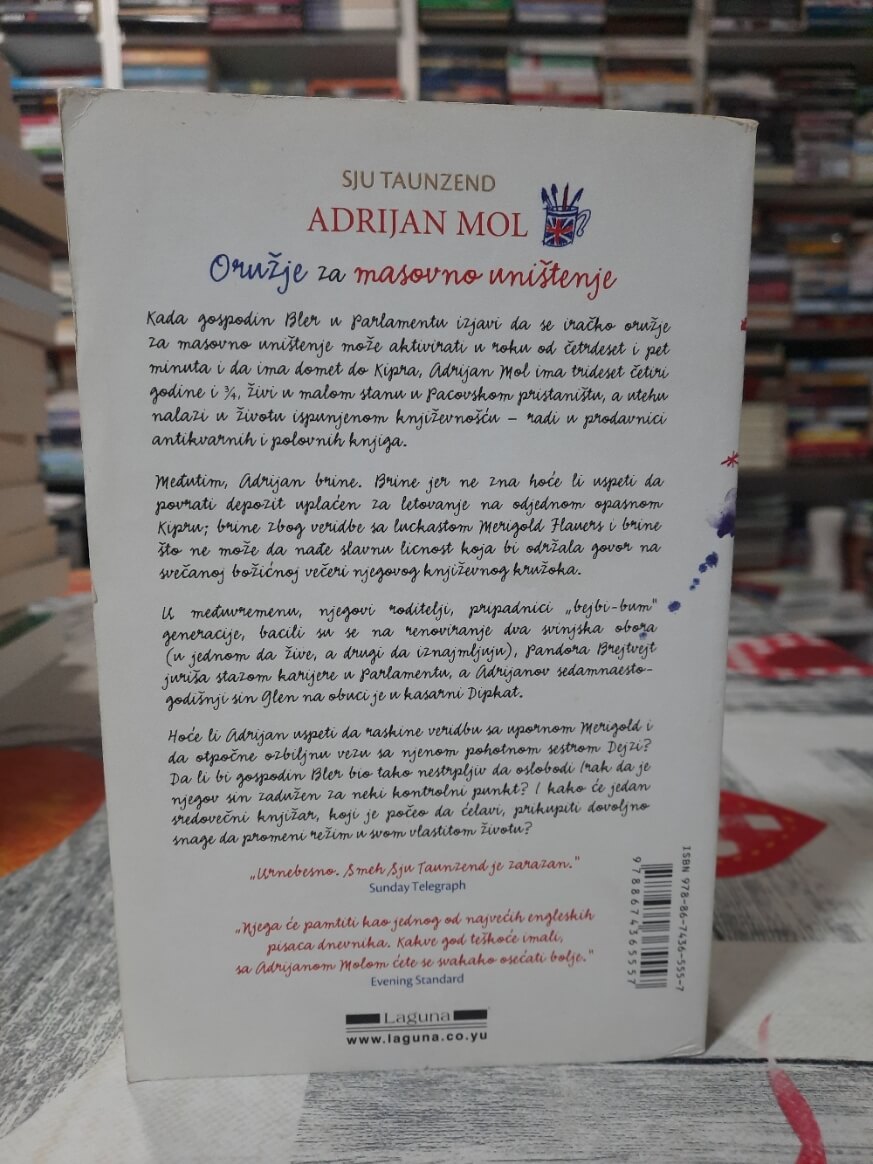 SJU TAUNZEND
ADRIJAN MOL
Oružje za masovno uništenje
Kada gospodin Bler u Parlamentu izjavi da se iračko oružje
za masovno uništenje može aktivirati u roku od četrdeset i pet
minuta i da ima domet do Kipra, Adrijan Mol ima trideset četiri
godine i ¾, živi u malom stanu u Pacovskom pristaništu, a utehu
nalazi u životu ispunjenom književnošću – radi u prodavnici
antikvarnih i polovnih knjiga.
Međutim, Adrijan brine. Brine jer ne zna hoće li uspeti da
povrati depozit uplaćen za letovanje na odjednom opasnom
Kipru; brine zbog veridbe sa luckastom Merigold Flauers i brine
što ne može da nađe slavnu licnost koja bi održala govor na
svečanoj božićnoj večeri njegovog književnog kružoka.
U međuvremenu, njegovi roditelji, pripadnici „bejbi-bum"
generacije, bacili su se na renoviranje dva svinjska obora
(u jednom da žive, a drugi da iznajmljuju), Pandora Brejtvejt
juriša stazom karijere u Parlamentu, a Adrijanov sedamnaesto-
godišnji sin Glen na obuci je u kasarni Dipkat.
Hoće li Adrijan uspeti da raskine veridbu sa upornom Merigold i
da otpočne ozbiljnu vezu sa njenom pohotnom sestrom Dejzi?
Da li bi gospodin Bler bio tako nestrpljiv da oslobodi Irak da je
njegov sin zadužen za neki kontrolni punkt? I kako će jedan
sredovečni knjižar, koji je počeo da ćelavi, prikupiti dovoljno
snage da promeni režim u svom vlastitom životu?
„Urnebesno. Smeh Sju Taunzend je zarazan."
Sunday Telegraph
„Njega će pamtiti kao jednog od najvećih engleskih
pisaca dnevnika. Kakve god teškoće imali,
sa Adrijanom Molom ćete se svakako osećati bolje."
Evening Standard
Laguna
www.laguna.co.yu
ISBN 978-86-7436-555-7
9788674365557